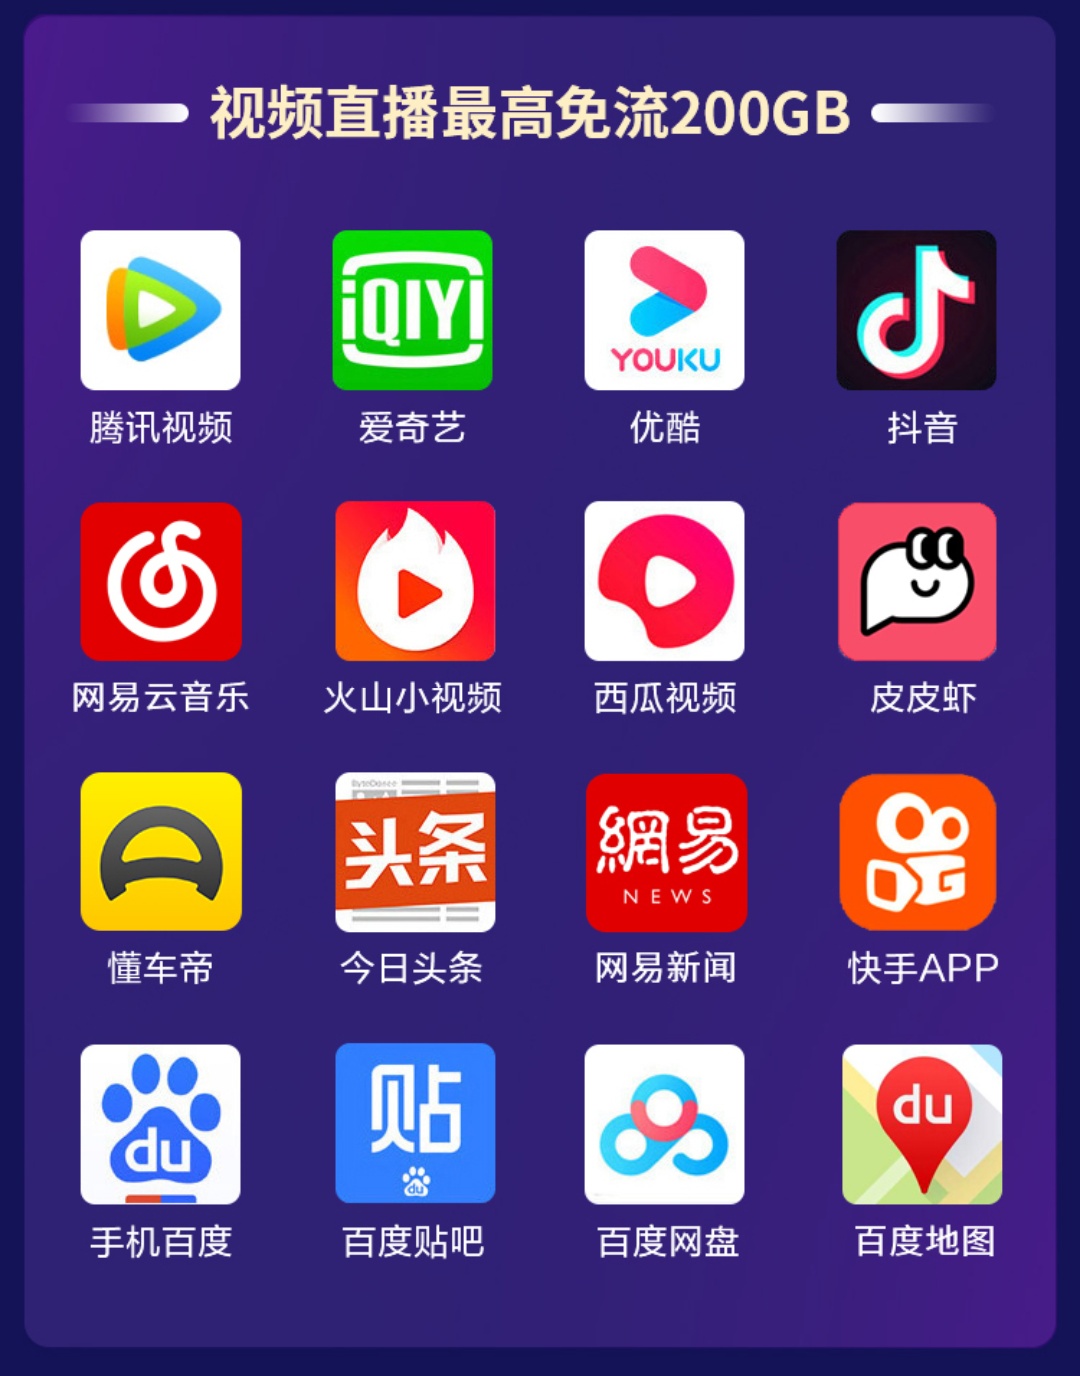 视频直播最高免流200GB
iQIYI
YOUKU
腾讯视频
爱奇艺
优酷
抖音
网易云音乐
火山小视频
西瓜视频
皮皮虾
ByteDance
头条
網易
NEWS
懂车帝
今日头条
网易新闻
快手APP
du
贴
du
du
手机百度
百度贴吧
百度网盘
百度地图